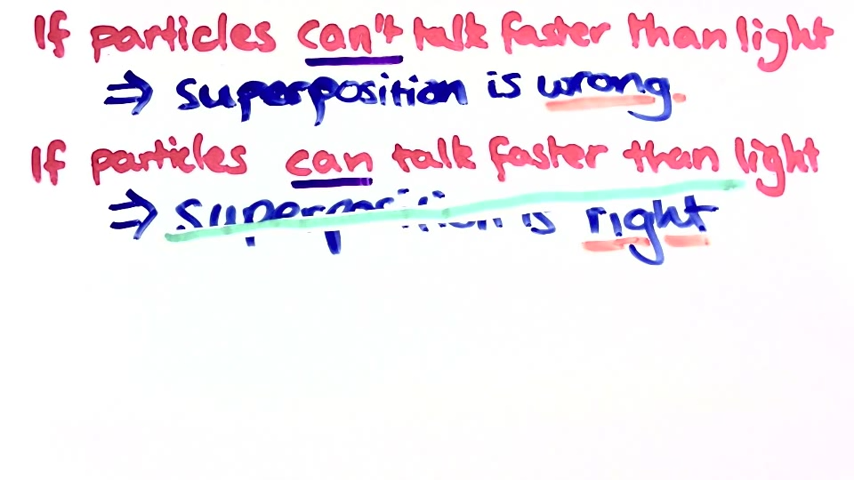 If particles can't talk faster than light
⇒ superposition is wrong.
If particles can talk faster than light
⇒ superposition is right